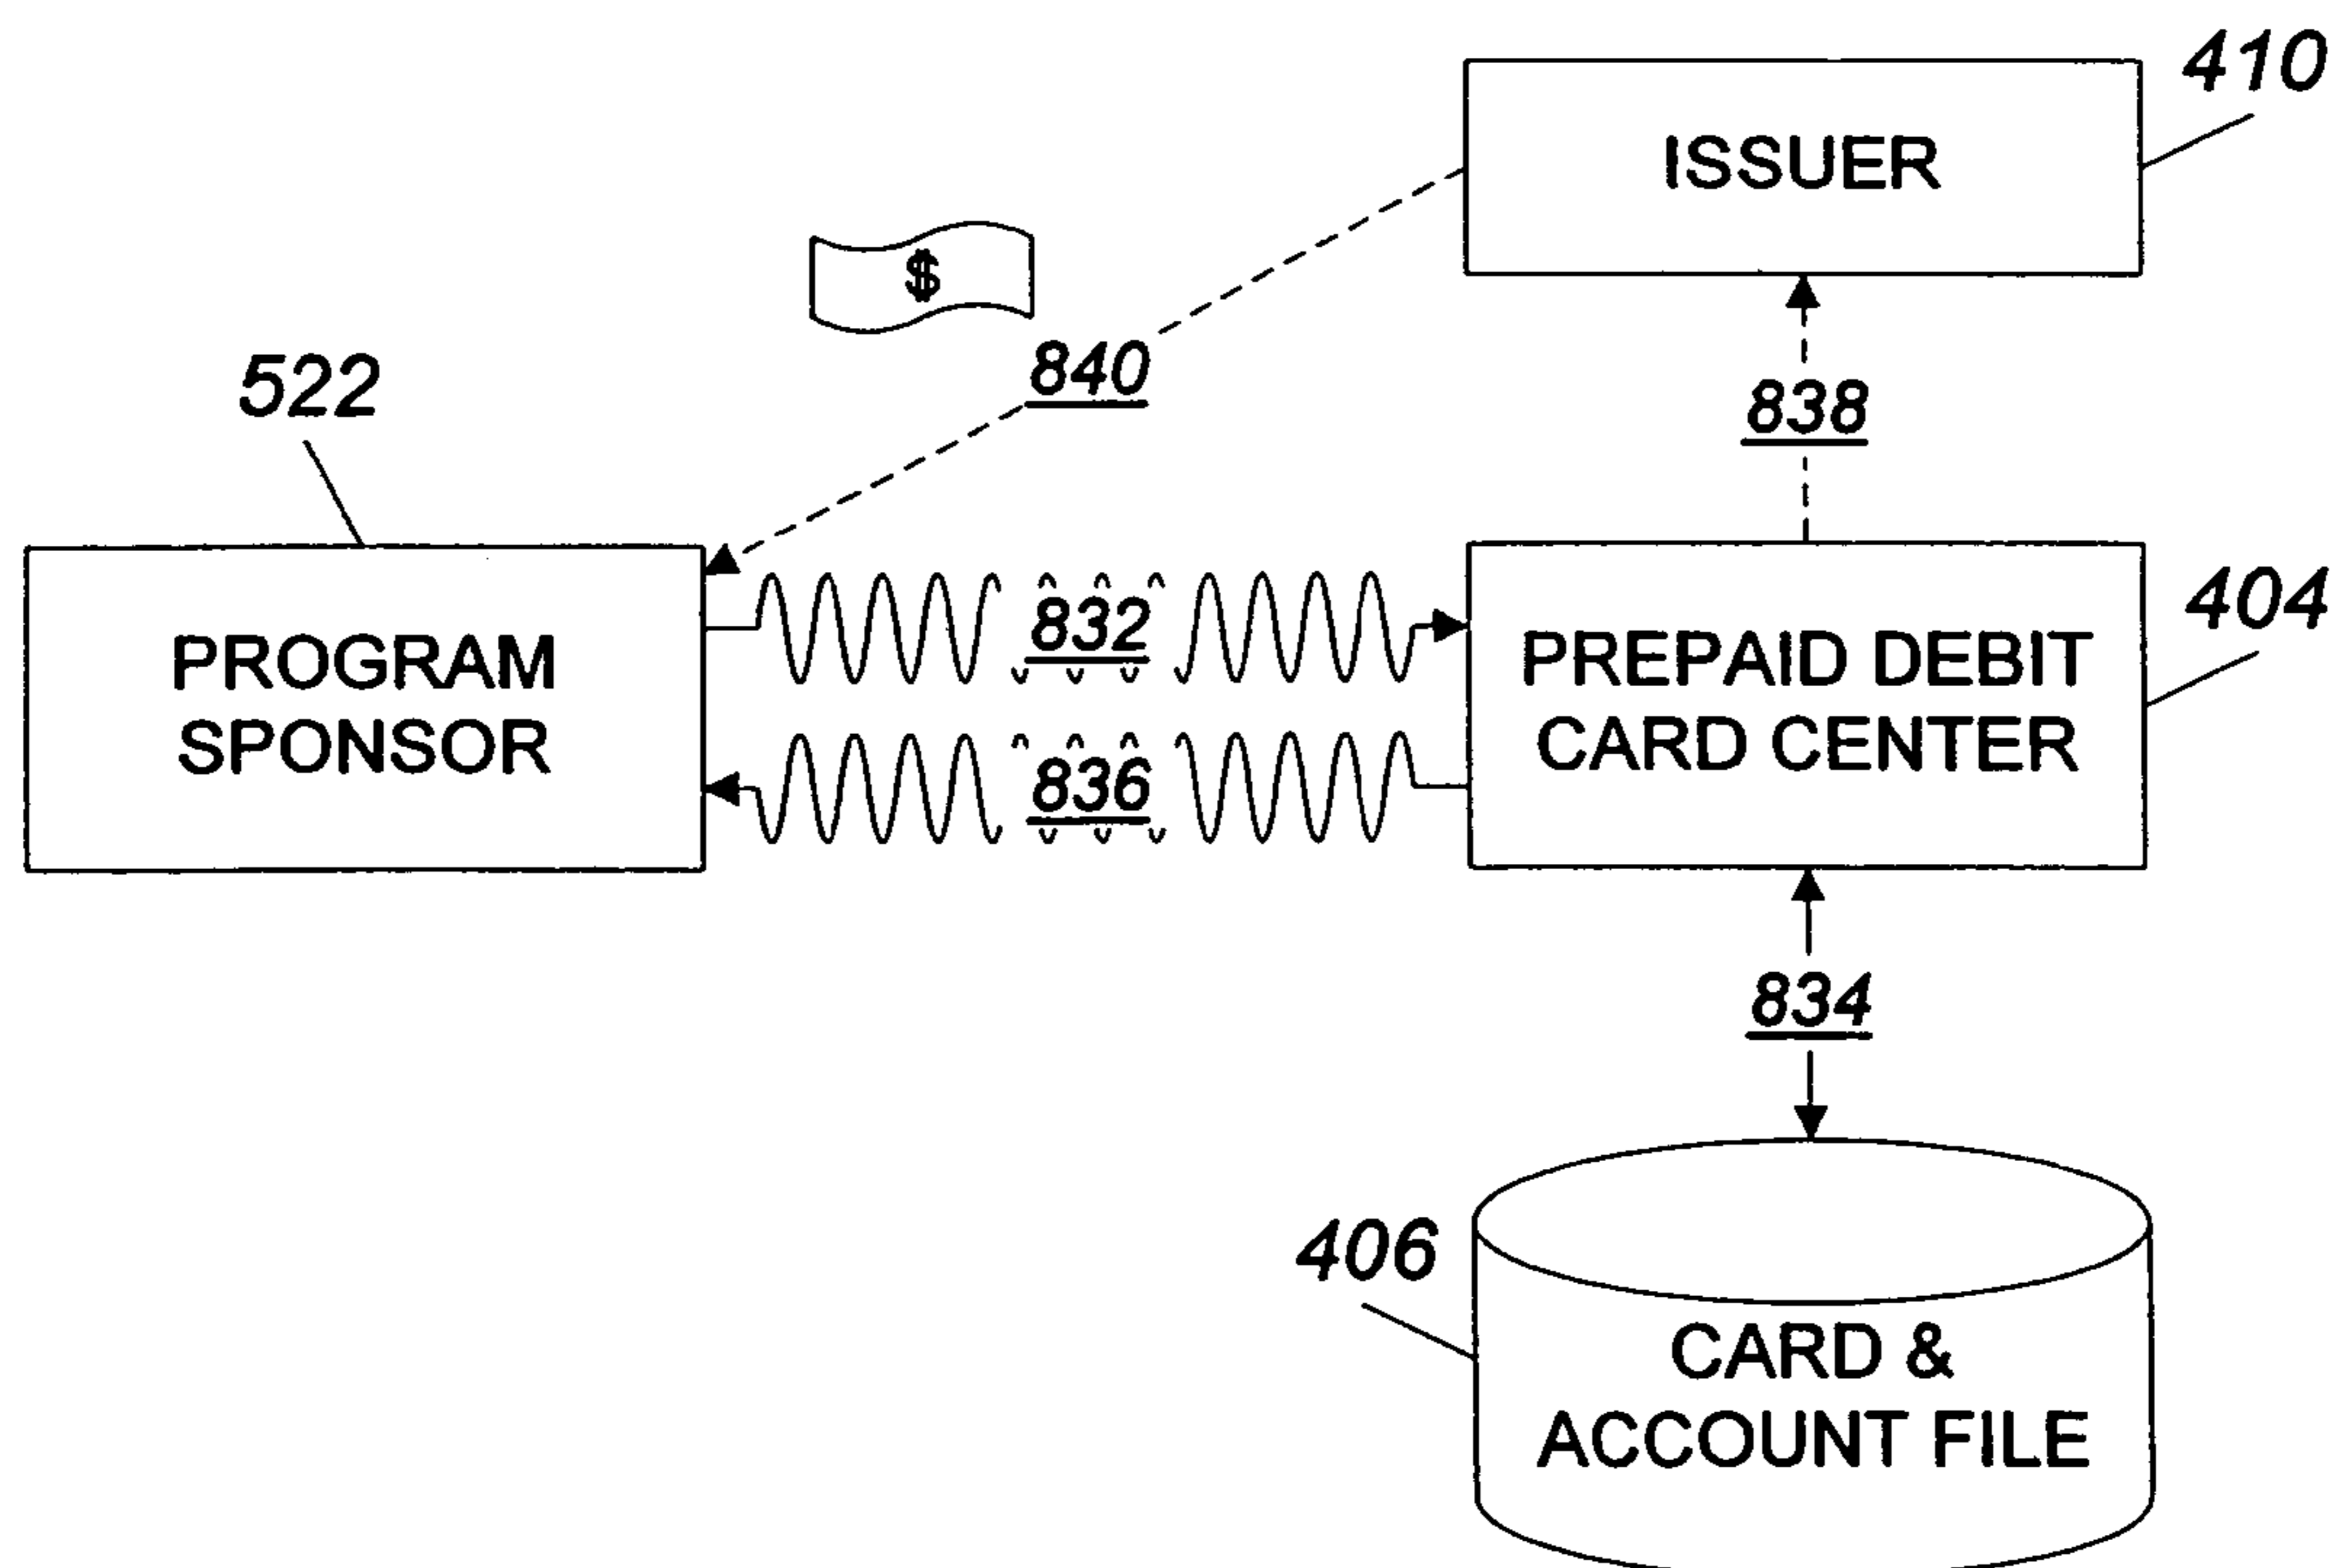 410
ISSUER
$
840
522
838
832
404
PROGRAM
SPONSOR
PREPAID DEBIT
CARD CENTER
836
834
406
CARD &
ACCOUNT FILE